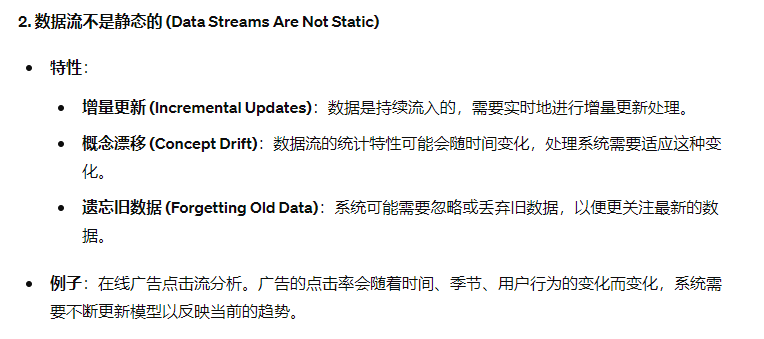 2. 数据流不是静态的 (Data Streams Are Not Static)
• 特性：
• 增量更新 (Incremental Updates)：数据是持续流入的，需要实时地进行增量更新处理。
• 概念漂移 (Concept Drift)：数据流的统计特性可能会随时间变化，处理系统需要适应这种变
化。
• 遗忘旧数据 (Forgetting Old Data)：系统可能需要忽略或丢弃旧数据，以便更关注最新的数
据。
• 例子：在线广告点击流分析。广告的点击率会随着时间、季节、用户行为的变化而变化，系统需
要不断更新模型以反映当前的趋势。